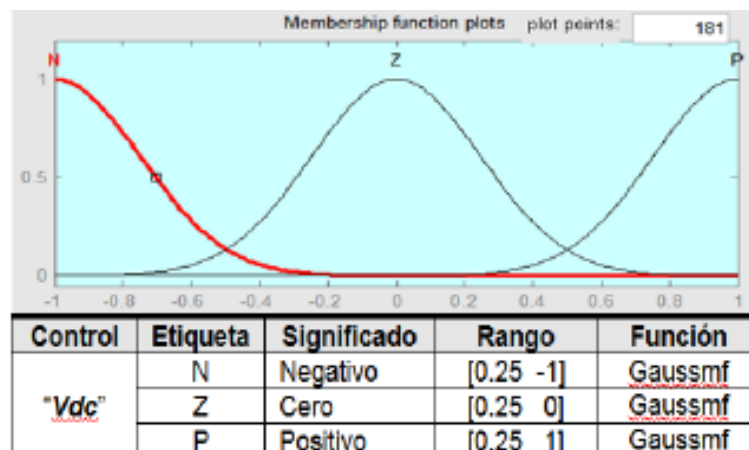 Membership function plots plot points: 181
N Z P
1
0.5
0
-1 -0.8 -0.6 -0.4 -0.2 0 0.2 0.4 0.6 0.8 1
Control Etiqueta Significado Rango Función
N Negativo [0.25 -1] Gaussmf
"Vdc" Z Cero [0.25 0] Gaussmf
P Positivo [0.25 1] Gaussmf